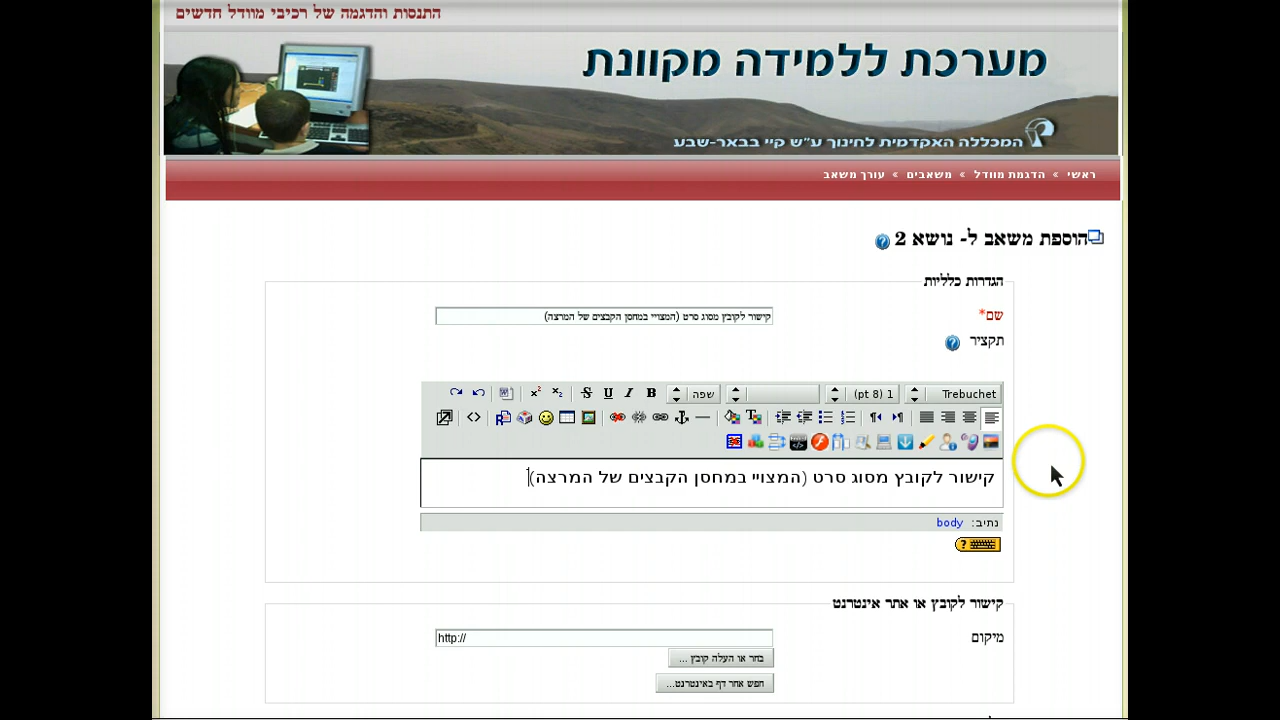 התנסות והדגמה של רכיבי מוודל חדשים
מערכת ללמידה מקוונת
המכללה האקדמית לחינוך ע"ש קיי בבאר-שבע
ראשי » הדגמת מוודל » משאבים » עורך משאב
הוספת משאב ל- נושא 2
הגדרות כלליות
שם*
קישור לקובץ מסוג סרט (המצויי במחסן הקבצים של המרצה)
תקציר
Trebuchet 1 (8 pt) שפה B I U S x₂ x²
קישור לקובץ מסוג סרט (המצויי במחסן הקבצים של המרצה)
נתיב: body
קישור לקובץ או אתר אינטרנט
מיקום
http://
בחר או העלה קובץ ...
חפש אחר דף באינטרנט...